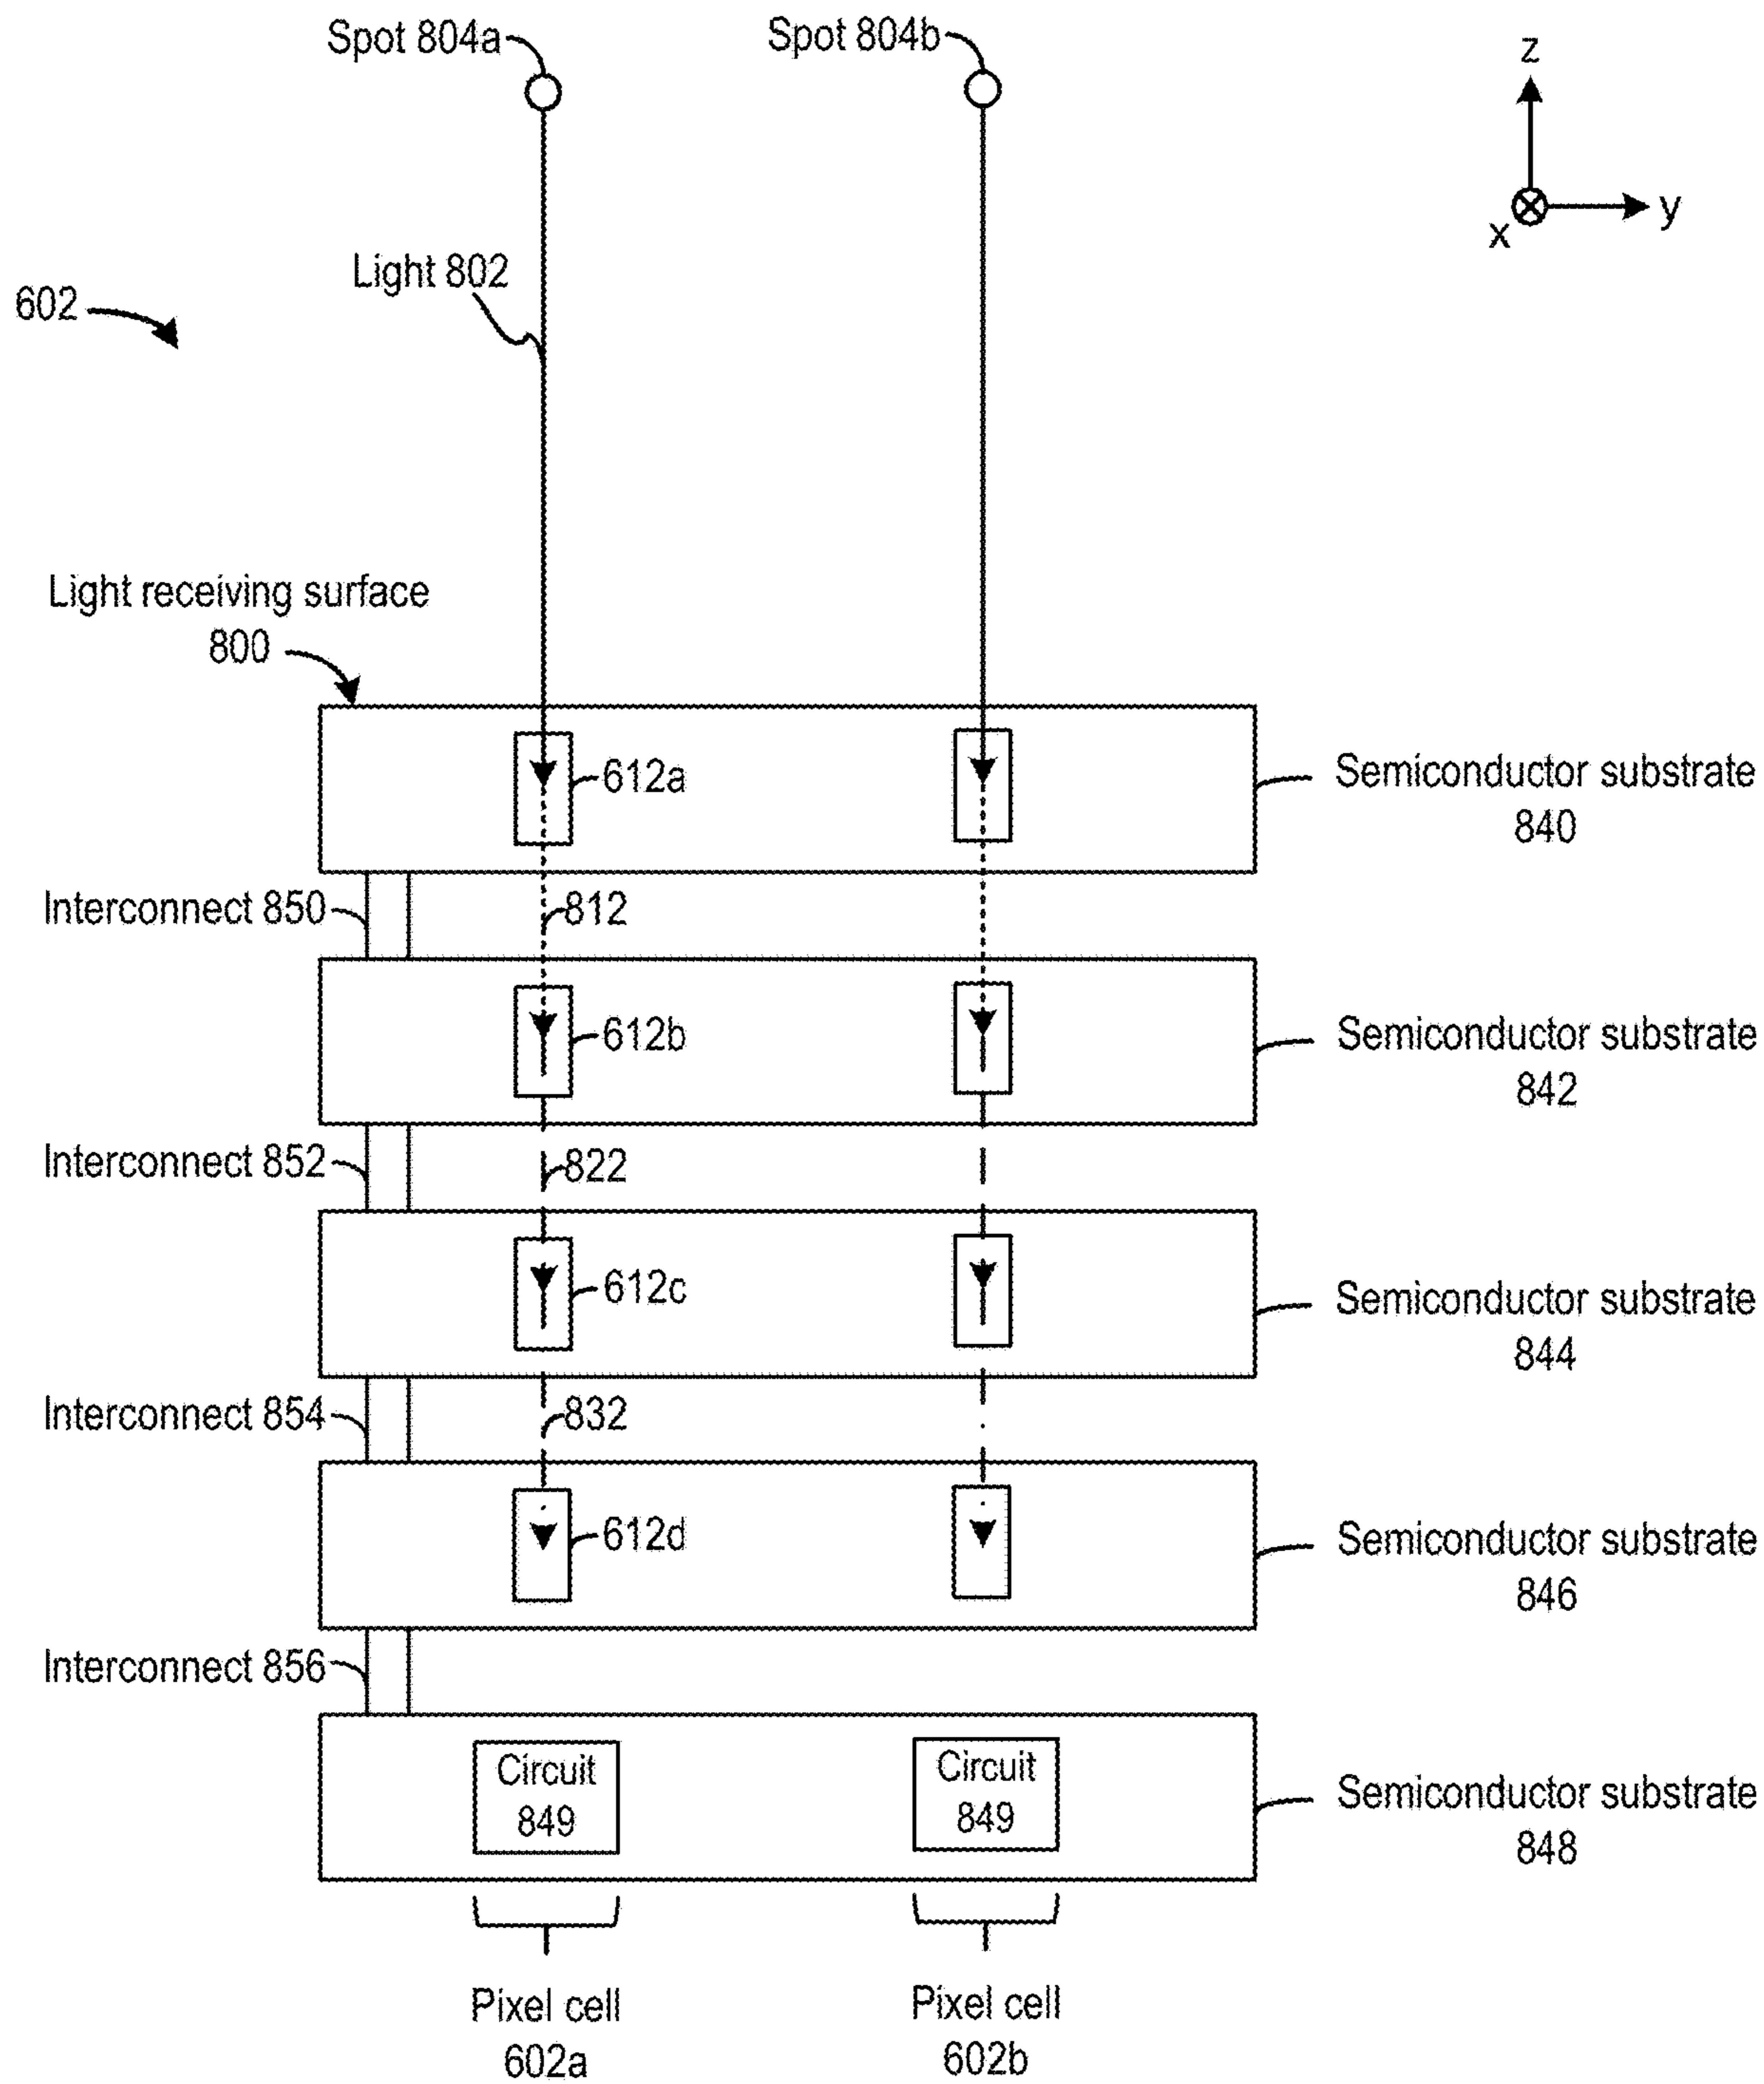 Spot 804a
Spot 804b
z
x
y
Light 802
602
Light receiving surface
800
612a
Semiconductor substrate
840
Interconnect 850
812
612b
Semiconductor substrate
842
Interconnect 852
822
612c
Semiconductor substrate
844
Interconnect 854
832
612d
Semiconductor substrate
846
Interconnect 856
Circuit
849
Circuit
849
Semiconductor substrate
848
Pixel cell
602a
Pixel cell
602b